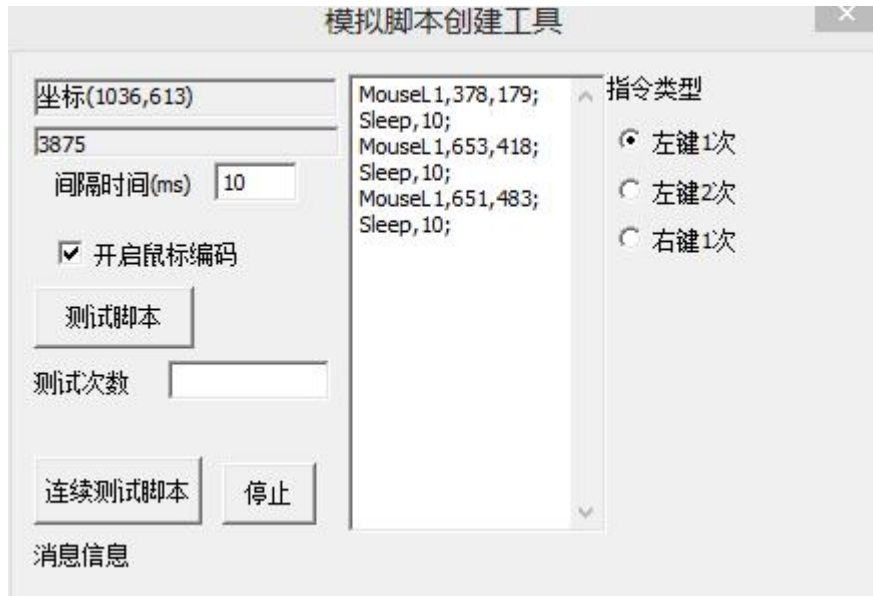 模拟脚本创建工具
坐标(1036,613)
3875
间隔时间(ms) 10
开启鼠标编码
测试脚本
测试次数
连续测试脚本 停止
消息信息
MouseL1,378,179;
Sleep,10;
MouseL1,653,418;
Sleep,10;
MouseL1,651,483;
Sleep,10;
指令类型
左键1次
左键2次
右键1次